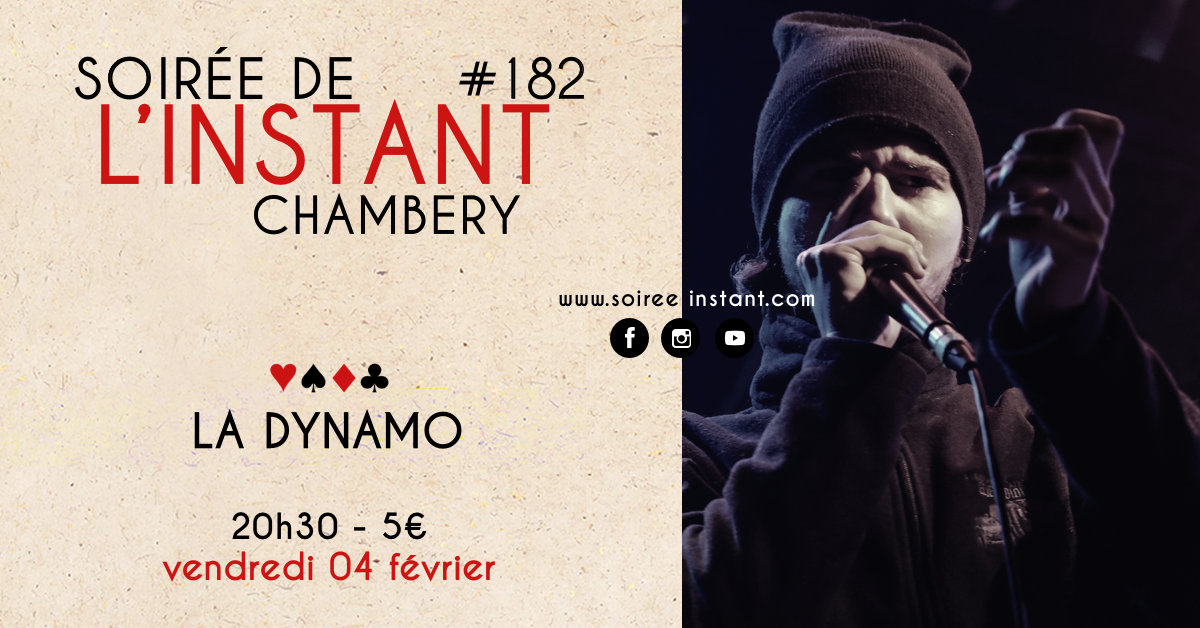 SOIRÉE DE #182
L'INSTANT
CHAMBERY
www.soiree instant.com
♥♠♦♣
LA DYNAMO
20h30 - 5€
vendredi 04 février